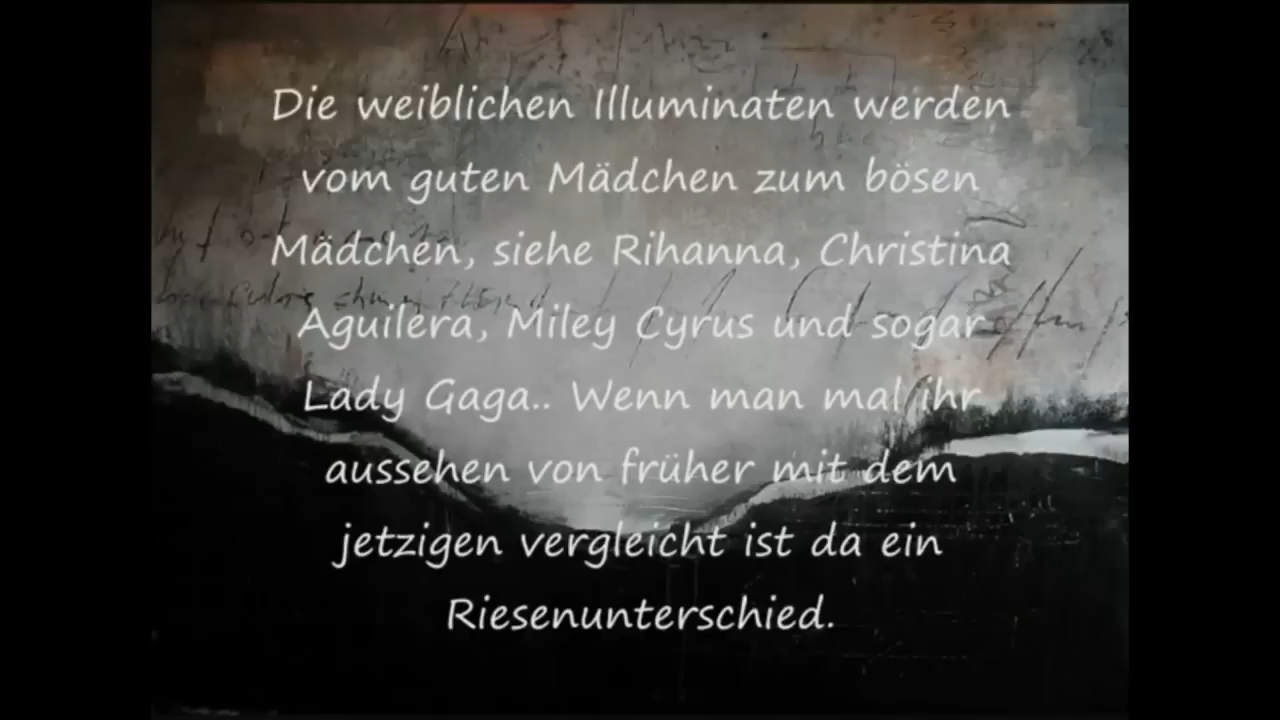 Die weiblichen Illuminaten werden
vom guten Mädchen zum bösen
Mädchen, siehe Rihanna, Christina
Aguilera, Miley Cyrus und sogar
Lady Gaga.. Wenn man mal ihr
aussehen von früher mit dem
jetzigen vergleicht ist da ein
Riesenunterschied.